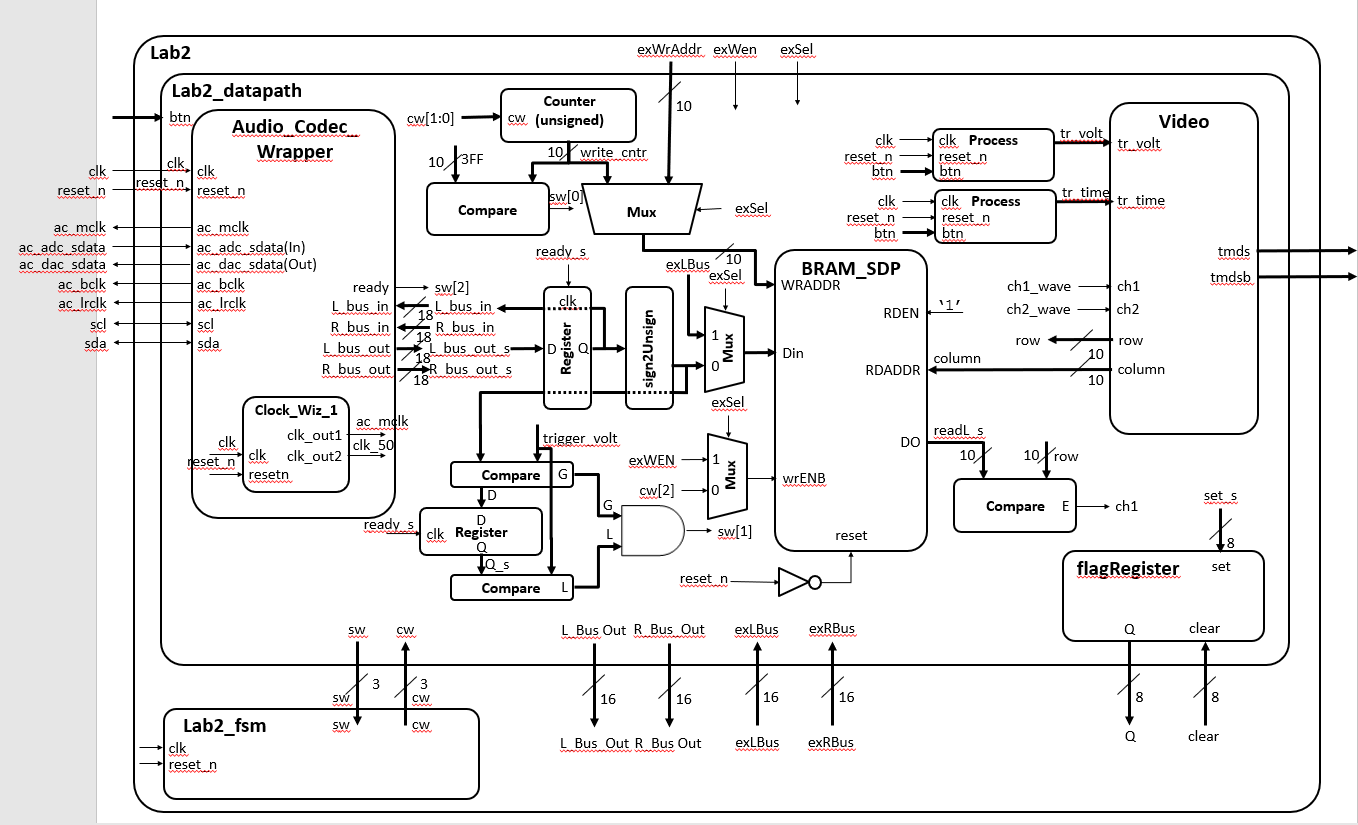 Lab2
exWrAddr exWen exSel
Lab2_datapath
10
btn
Audio_Codec_
Wrapper
clk
clk
clk
reset_n
reset_n
reset_n
ac_mclk
ac_mclk
ac_adc_sdata
ac_adc_sdata(In)
ac_dac_sdata
ac_dac_sdata(Out)
ac_bclk
ac_bclk
ac_lrclk
ac_lrclk
scl
scl
sda
sda
ready
sw[2]
L_bus_in
18
L_bus_in
R_bus_in
18
R_bus_in
L_bus_out
18
L_bus_out_s
R_bus_out
18
R_bus_out_s
Clock_Wiz_1
clk_out1
ac_mclk
clk_out2
clk_50
clk
clk
reset_n
resetn
cw[1:0]
cw
Counter
(unsigned)
10
write_cntr
10
3FF
Compare
sw[0]
Mux
exSel
10
ready_s
clk
D
Register
Q
sign2Unsign
exLBus
exSel
1
0
Mux
exSel
trigger_volt
Compare G
D
D
ready_s
clk
Register
Q
Q_s
Compare L
G
L
sw[1]
exWEN
1
cw[2]
0
Mux
BRAM_SDP
WRADDR
RDEN
‘1’
Din
RDADDR
column
DO
readL_s
wrENB
reset
reset_n
10
10
row
Compare E
ch1
clk
clk
Process
reset_n
reset_n
btn
btn
tr_volt
clk
clk
Process
reset_n
reset_n
btn
btn
tr_time
Video
tr_volt
tr_time
tmds
tmdsb
ch1_wave
ch1
ch2_wave
ch2
row
row
10
column
10
set_s
8
flagRegister
set
Q
clear
8
8
Q
clear
sw
cw
3
3
sw
cw
sw
cw
Lab2_fsm
clk
reset_n
L_Bus Out R_Bus_Out exLBus exRBus
16 16 16 16
L_Bus_Out R_Bus Out exLBus exRBus